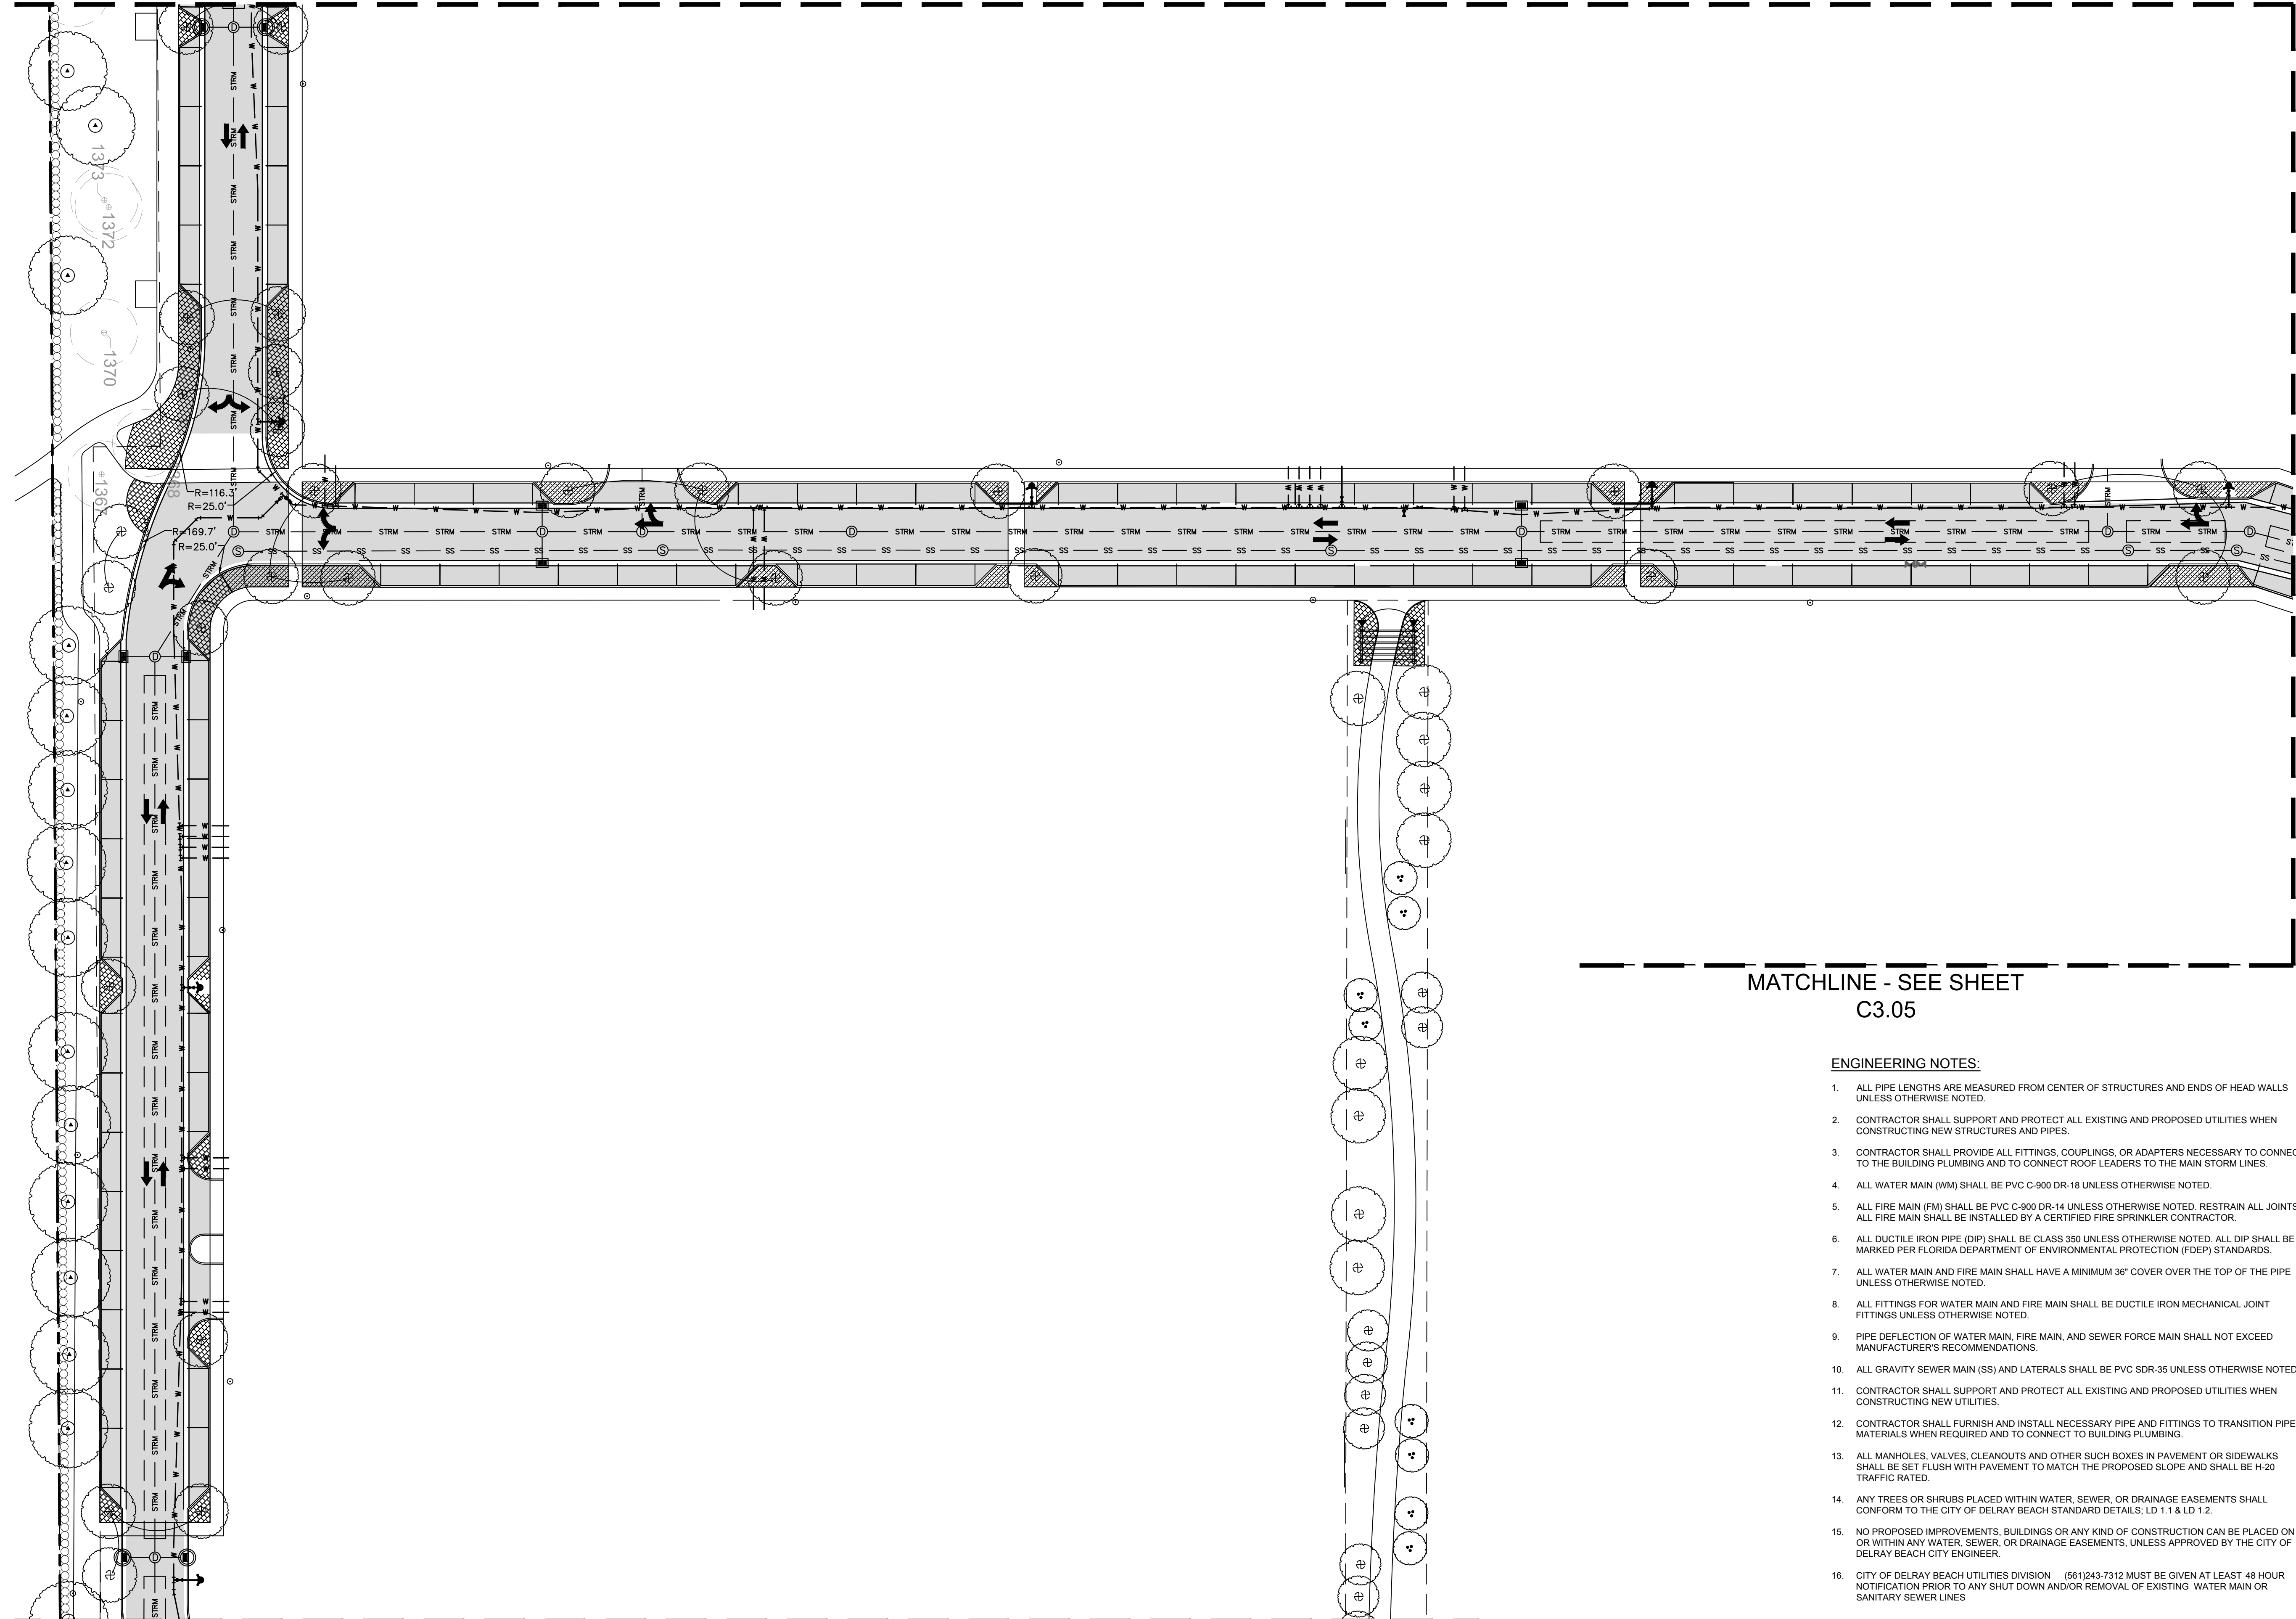 1373
1372
1370
R=116.3'
R=25.0'
R=169.7'
R=25.0'
STRM
SS
W
D
S
MATCHLINE - SEE SHEET
C3.05
ENGINEERING NOTES:
1. ALL PIPE LENGTHS ARE MEASURED FROM CENTER OF STRUCTURES AND ENDS OF HEAD WALLS
UNLESS OTHERWISE NOTED.
2. CONTRACTOR SHALL SUPPORT AND PROTECT ALL EXISTING AND PROPOSED UTILITIES WHEN
CONSTRUCTING NEW STRUCTURES AND PIPES.
3. CONTRACTOR SHALL PROVIDE ALL FITTINGS, COUPLINGS, OR ADAPTERS NECESSARY TO CONNEC
TO THE BUILDING PLUMBING AND TO CONNECT ROOF LEADERS TO THE MAIN STORM LINES.
4. ALL WATER MAIN (WM) SHALL BE PVC C-900 DR-18 UNLESS OTHERWISE NOTED.
5. ALL FIRE MAIN (FM) SHALL BE PVC C-900 DR-14 UNLESS OTHERWISE NOTED. RESTRAIN ALL JOINTS
ALL FIRE MAIN SHALL BE INSTALLED BY A CERTIFIED FIRE SPRINKLER CONTRACTOR.
6. ALL DUCTILE IRON PIPE (DIP) SHALL BE CLASS 350 UNLESS OTHERWISE NOTED. ALL DIP SHALL BE
MARKED PER FLORIDA DEPARTMENT OF ENVIRONMENTAL PROTECTION (FDEP) STANDARDS.
7. ALL WATER MAIN AND FIRE MAIN SHALL HAVE A MINIMUM 36" COVER OVER THE TOP OF THE PIPE
UNLESS OTHERWISE NOTED.
8. ALL FITTINGS FOR WATER MAIN AND FIRE MAIN SHALL BE DUCTILE IRON MECHANICAL JOINT
FITTINGS UNLESS OTHERWISE NOTED.
9. PIPE DEFLECTION OF WATER MAIN, FIRE MAIN, AND SEWER FORCE MAIN SHALL NOT EXCEED
MANUFACTURER'S RECOMMENDATIONS.
10. ALL GRAVITY SEWER MAIN (SS) AND LATERALS SHALL BE PVC SDR-35 UNLESS OTHERWISE NOTED
11. CONTRACTOR SHALL SUPPORT AND PROTECT ALL EXISTING AND PROPOSED UTILITIES WHEN
CONSTRUCTING NEW UTILITIES.
12. CONTRACTOR SHALL FURNISH AND INSTALL NECESSARY PIPE AND FITTINGS TO TRANSITION PIPE
MATERIALS WHEN REQUIRED AND TO CONNECT TO BUILDING PLUMBING.
13. ALL MANHOLES, VALVES, CLEANOUTS AND OTHER SUCH BOXES IN PAVEMENT OR SIDEWALKS
SHALL BE SET FLUSH WITH PAVEMENT TO MATCH THE PROPOSED SLOPE AND SHALL BE H-20
TRAFFIC RATED.
14. ANY TREES OR SHRUBS PLACED WITHIN WATER, SEWER, OR DRAINAGE EASEMENTS SHALL
CONFORM TO THE CITY OF DELRAY BEACH STANDARD DETAILS; LD 1.1 & LD 1.2.
15. NO PROPOSED IMPROVEMENTS, BUILDINGS OR ANY KIND OF CONSTRUCTION CAN BE PLACED ON
OR WITHIN ANY WATER, SEWER, OR DRAINAGE EASEMENTS, UNLESS APPROVED BY THE CITY OF
DELRAY BEACH CITY ENGINEER.
16. CITY OF DELRAY BEACH UTILITIES DIVISION (561)243-7312 MUST BE GIVEN AT LEAST 48 HOUR
NOTIFICATION PRIOR TO ANY SHUT DOWN AND/OR REMOVAL OF EXISTING WATER MAIN OR
SANITARY SEWER LINES